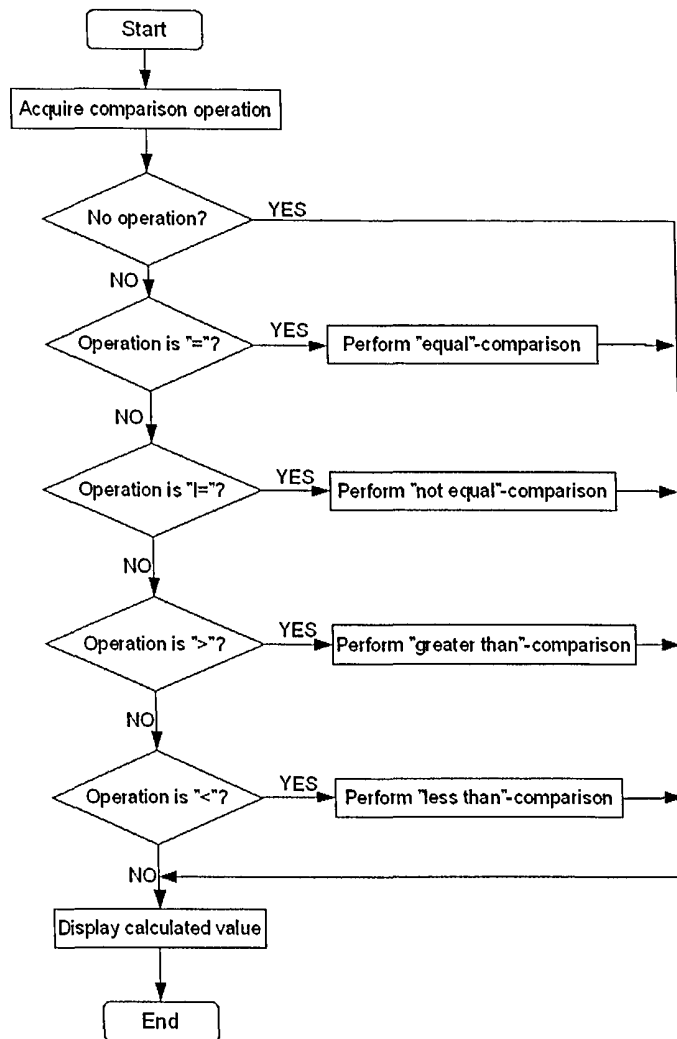 Start
Acquire comparison operation
No operation?
YES
NO
Operation is "="?
YES
Perform "equal"-comparison
NO
Operation is "!="?
YES
Perform "not equal"-comparison
NO
Operation is ">"?
YES
Perform "greater than"-comparison
NO
Operation is "<"?
YES
Perform "less than"-comparison
NO
Display calculated value
End